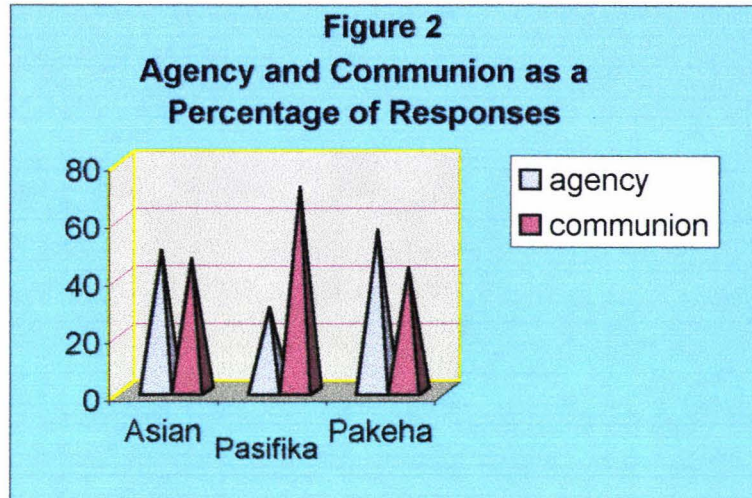 Figure 2
Agency and Communion as a
Percentage of Responses
80
60
40
20
0
Asian
Pasifika
Pakeha
agency
communion